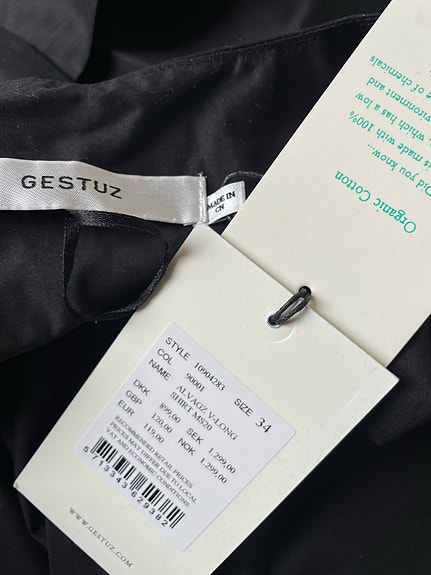 GESTUZ
MADE IN
CN
Organic Cotton
Did you know...
is made with 100%
which has a low
and
of chemicals
STYLE 10904283 SIZE 34
COL 90001
NAME ALVAGZ V-LONG
SHIRT MS20
DKK 899,00 SEK 1.299,00
GBP 120,00 NOK 1.299,00
EUR 119,00
RECOMMENDED RETAIL PRICES
PRICES MAY DIFFER DUE TO LOCAL
VAT AND ECONOMIC CONDITIONS
5 713343 629382
WWW.GESTUZ.COM